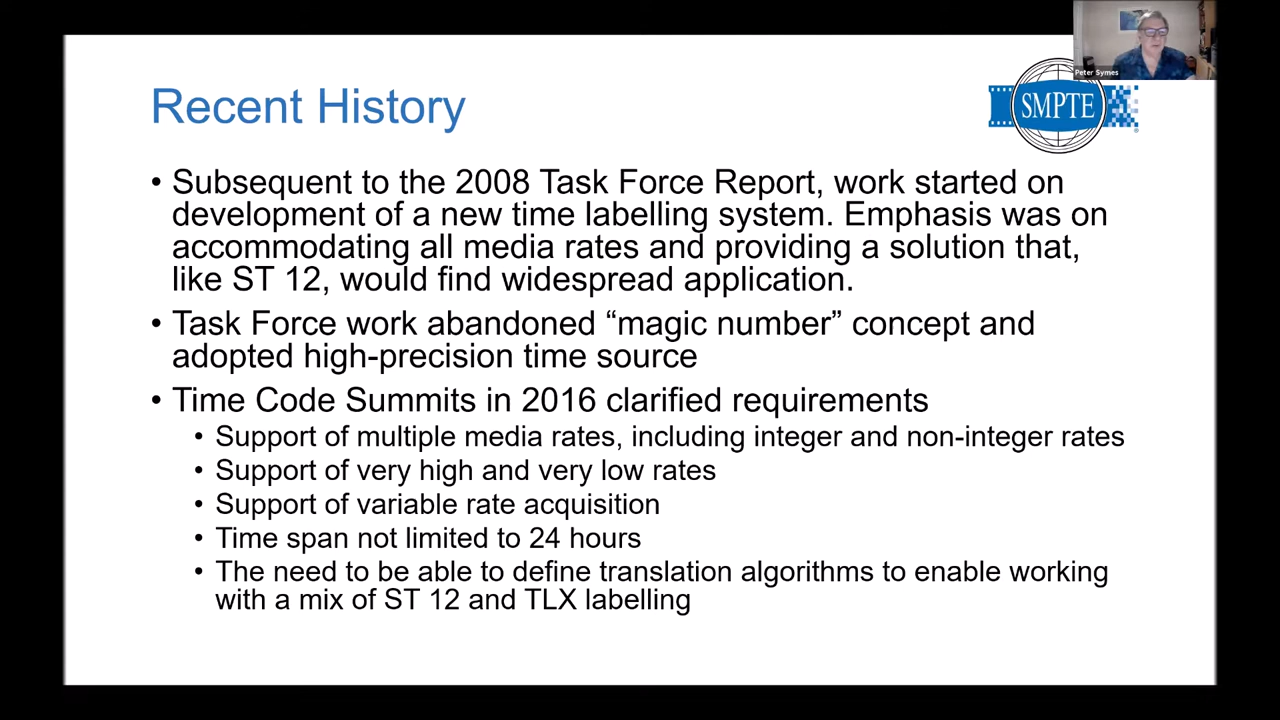 Peter Symes
Recent History
SMPTE
• Subsequent to the 2008 Task Force Report, work started on
development of a new time labelling system. Emphasis was on
accommodating all media rates and providing a solution that,
like ST 12, would find widespread application.
• Task Force work abandoned “magic number” concept and
adopted high-precision time source
• Time Code Summits in 2016 clarified requirements
• Support of multiple media rates, including integer and non-integer rates
• Support of very high and very low rates
• Support of variable rate acquisition
• Time span not limited to 24 hours
• The need to be able to define translation algorithms to enable working
with a mix of ST 12 and TLX labelling